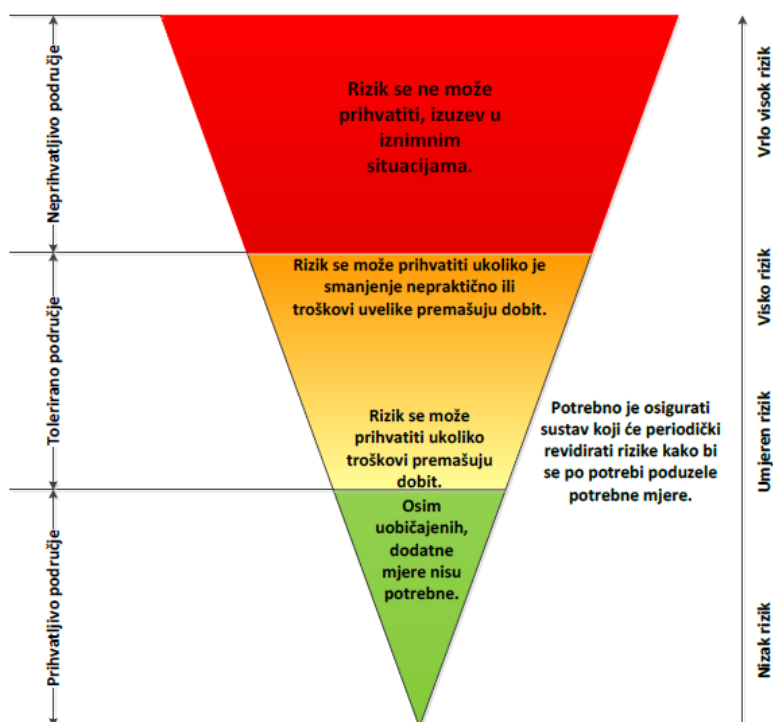 Neprihvatljivo područje
Tolerirano područje
Prihvatljivo područje
Rizik se ne može
prihvatiti, izuzev u
iznimnim
situacijama.
Rizik se može prihvatiti ukoliko je
smanjenje nepraktično ili
troškovi uvelike premašuju dobit.
Rizik se može
prihvatiti ukoliko
troškovi premašuju
dobit.
Osim
uobičajenih,
dodatne
mjere nisu
potrebne.
Potrebno je osigurati
sustav koji će periodički
revidirati rizike kako bi
se po potrebi poduzele
potrebne mjere.
Vrlo visok rizik
Visko rizik
Umjeren rizik
Nizak rizik